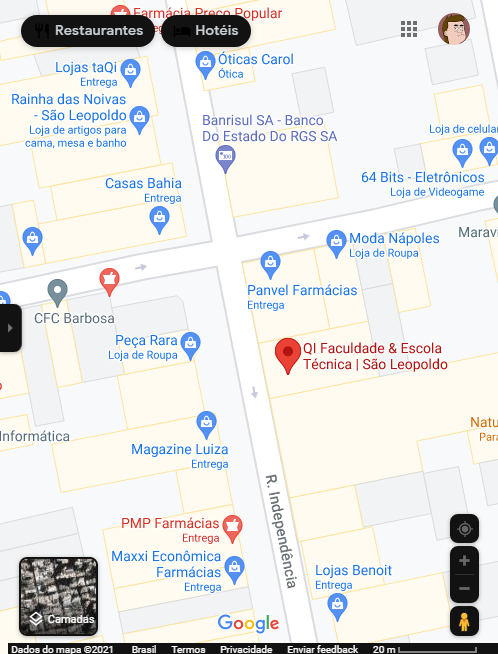 Farmácia Preço Popular
Restaurantes
Hotéis
Óticas Carol
Ótica
Lojas taQi
Entrega
Rainha das Noivas
- São Leopoldo
Loja de artigos para
cama, mesa e banho
Banrisul SA - Banco
Do Estado Do RGS SA
Loja de celular
64 Bits - Eletrônicos
Loja de Videogame
Casas Bahia
Entrega
Moda Nápoles
Loja de Roupa
Maravi
Panvel Farmácias
Entrega
CFC Barbosa
Peça Rara
Loja de Roupa
QI Faculdade & Escola
Técnica | São Leopoldo
Informática
Natu
Para
Magazine Luiza
Entrega
R. Independência
PMP Farmácias
Entrega
Maxxi Econômica
Farmácias
Entrega
Lojas Benoit
Entrega
Camadas
Google
Dados do mapa ©2021 Brasil Termos Privacidade Enviar feedback 20 m